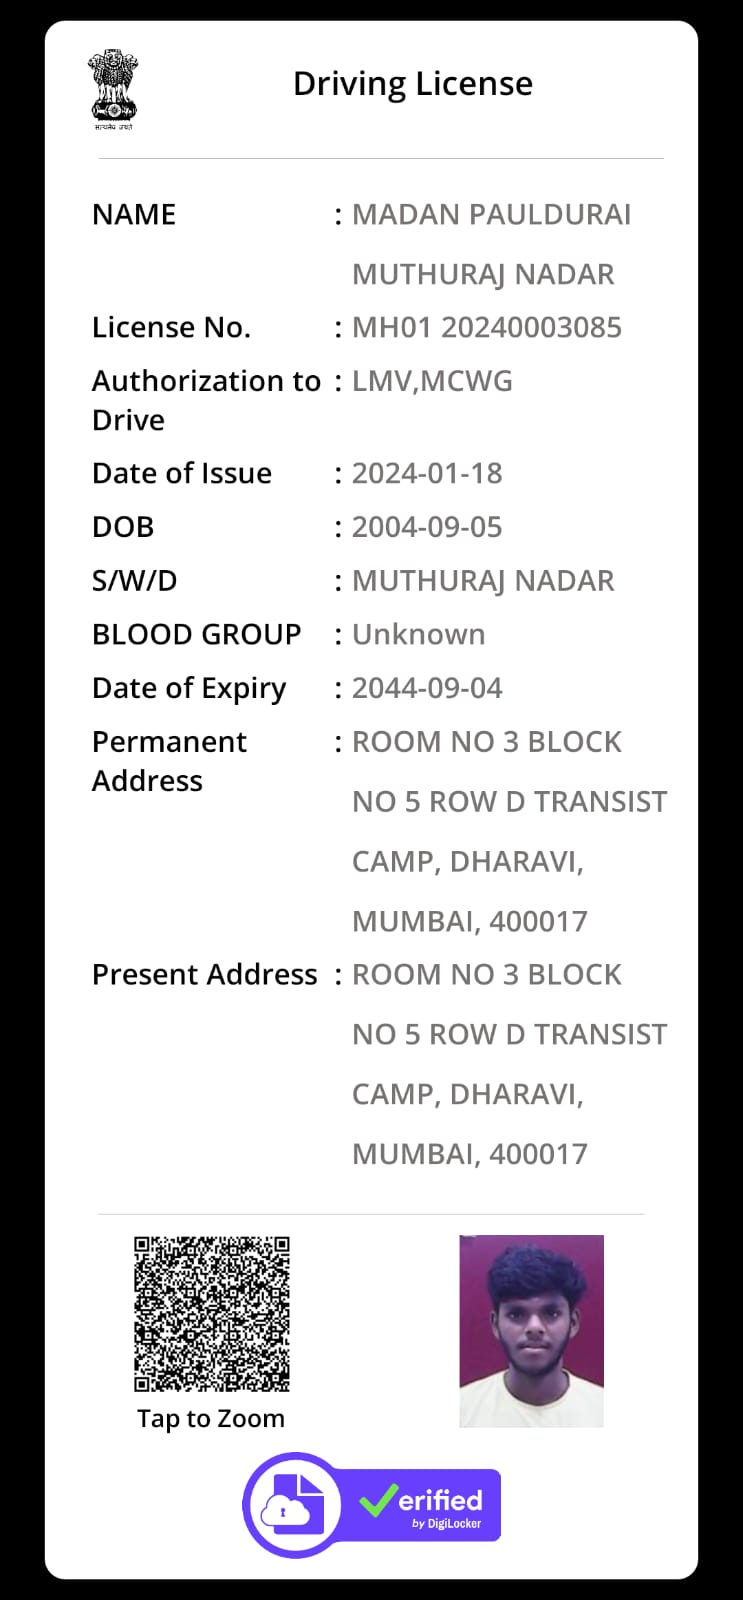 सत्यमेव जयते
Driving License
NAME : MADAN PAULDURAI
MUTHURAJ NADAR
License No. : MH01 20240003085
Authorization to : LMV,MCWG
Drive
Date of Issue : 2024-01-18
DOB : 2004-09-05
S/W/D : MUTHURAJ NADAR
BLOOD GROUP : Unknown
Date of Expiry : 2044-09-04
Permanent : ROOM NO 3 BLOCK
Address
NO 5 ROW D TRANSIST
CAMP, DHARAVI,
MUMBAI, 400017
Present Address : ROOM NO 3 BLOCK
NO 5 ROW D TRANSIST
CAMP, DHARAVI,
MUMBAI, 400017
Tap to Zoom
Verified
by DigiLocker